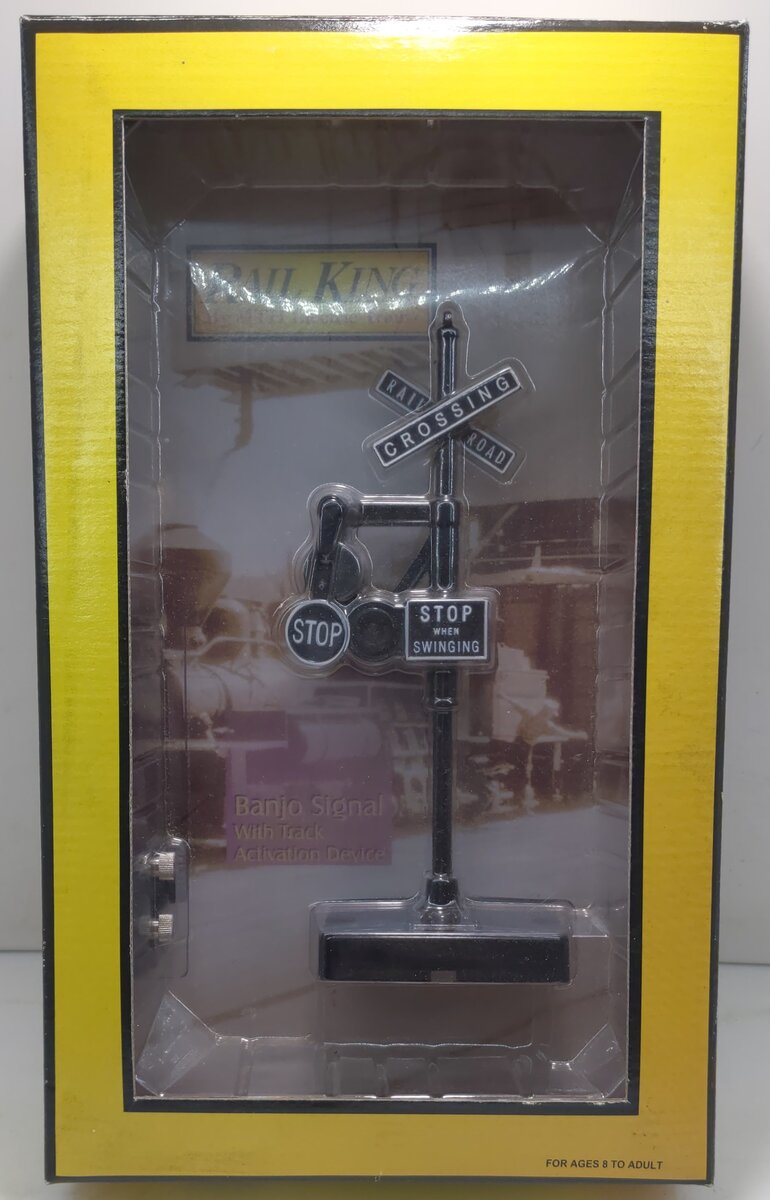 RAIL KING
RAIL ROAD
CROSSING
STOP
STOP
WHEN
SWINGING
Banjo Signal
With Track
Activation Device
FOR AGES 8 TO ADULT